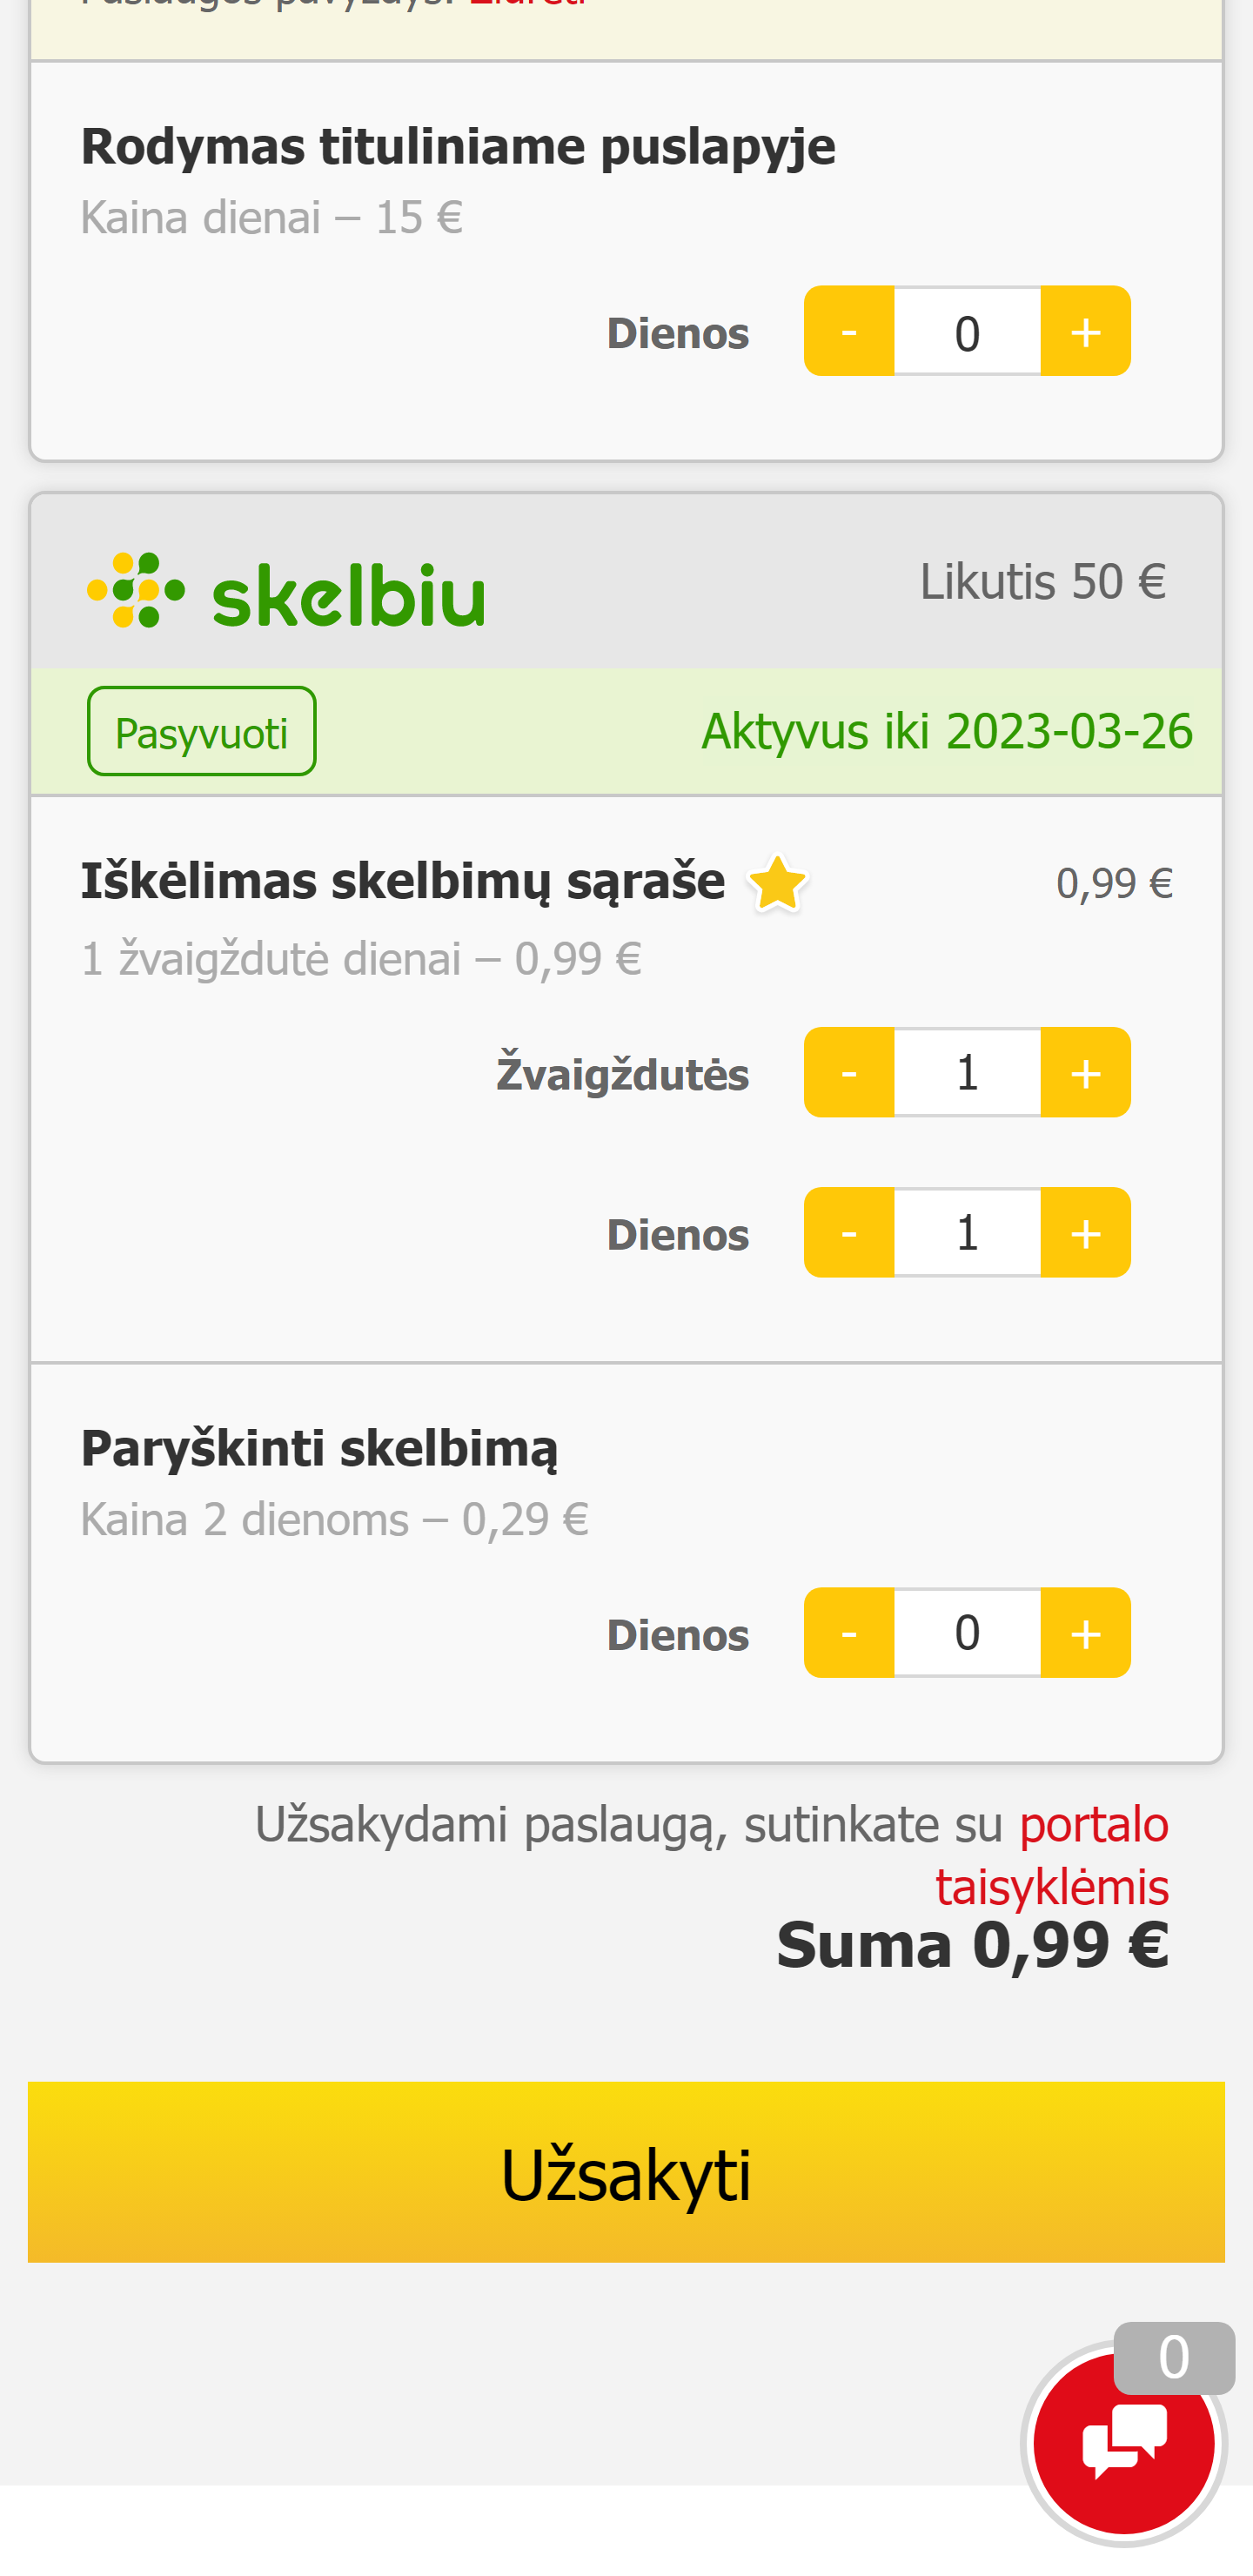 Rodymas tituliniame puslapyje
Kaina dienai – 15 €
Dienos - 0 +
skelbiu Likutis 50 €
Pasyvuoti Aktyvus iki 2023-03-26
Iškėlimas skelbimų sąraše 0,99 €
1 žvaigždutė dienai – 0,99 €
Žvaigždutės - 1 +
Dienos - 1 +
Paryškinti skelbimą
Kaina 2 dienoms – 0,29 €
Dienos - 0 +
Užsakydami paslaugą, sutinkate su portalo
taisyklėmis
Suma 0,99 €
Užsakyti
0